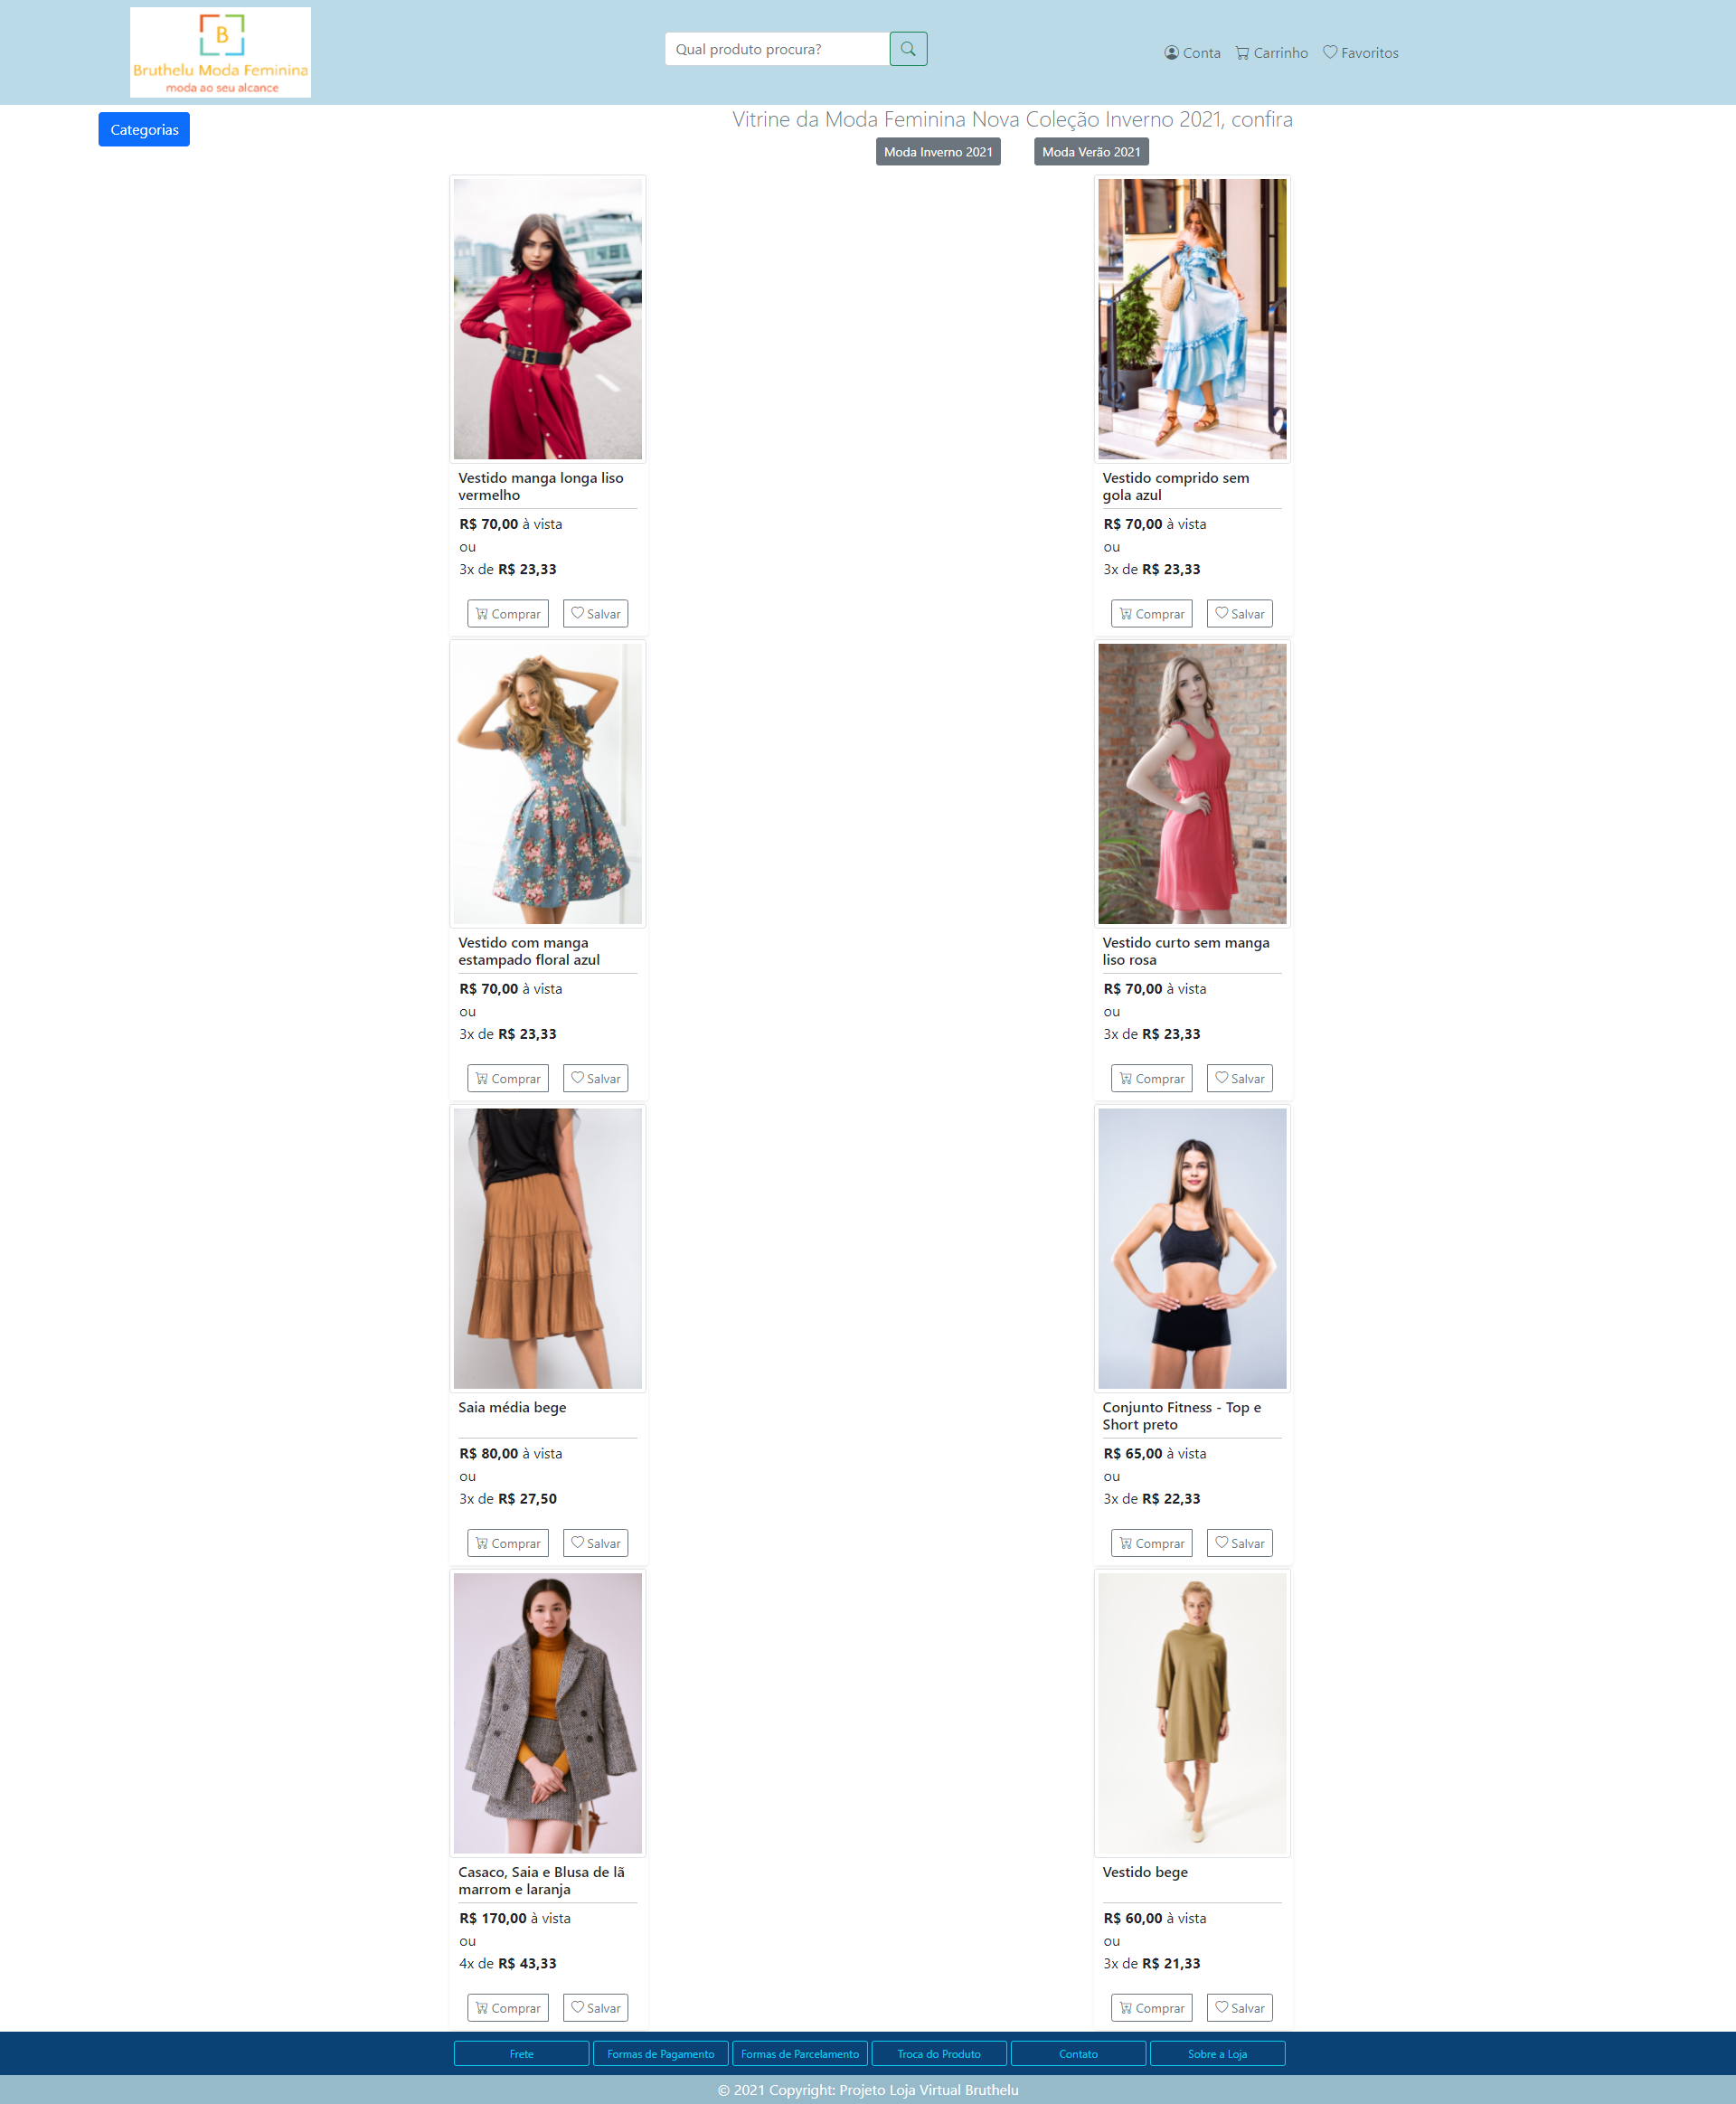 B
Bruthelu Moda Feminina
moda ao seu alcance
Qual produto procura?
Conta
Carrinho
Favoritos
Categorias
Vitrine da Moda Feminina Nova Coleção Inverno 2021, confira
Moda Inverno 2021
Moda Verão 2021
Vestido manga longa liso
vermelho
R$ 70,00 à vista
ou
3x de R$ 23,33
Comprar
Salvar
Vestido comprido sem
gola azul
R$ 70,00 à vista
ou
3x de R$ 23,33
Comprar
Salvar
Vestido com manga
estampado floral azul
R$ 70,00 à vista
ou
3x de R$ 23,33
Comprar
Salvar
Vestido curto sem manga
liso rosa
R$ 70,00 à vista
ou
3x de R$ 23,33
Comprar
Salvar
Saia média bege
R$ 80,00 à vista
ou
3x de R$ 27,50
Comprar
Salvar
Conjunto Fitness - Top e
Short preto
R$ 65,00 à vista
ou
3x de R$ 22,33
Comprar
Salvar
Casaco, Saia e Blusa de lã
marrom e laranja
R$ 170,00 à vista
ou
4x de R$ 43,33
Comprar
Salvar
Vestido bege
R$ 60,00 à vista
ou
3x de R$ 21,33
Comprar
Salvar
Frete
Formas de Pagamento
Formas de Parcelamento
Troca do Produto
Contato
Sobre a Loja
© 2021 Copyright: Projeto Loja Virtual Bruthelu